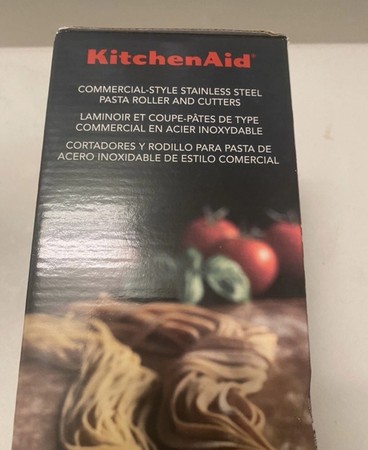 KitchenAid
COMMERCIAL-STYLE STAINLESS STEEL
PASTA ROLLER AND CUTTERS
LAMINOIR ET COUPE-PÂTES DE TYPE
COMMERCIAL EN ACIER INOXYDABLE
CORTADORES Y RODILLO PARA PASTA DE
ACERO INOXIDABLE DE ESTILO COMERCIAL